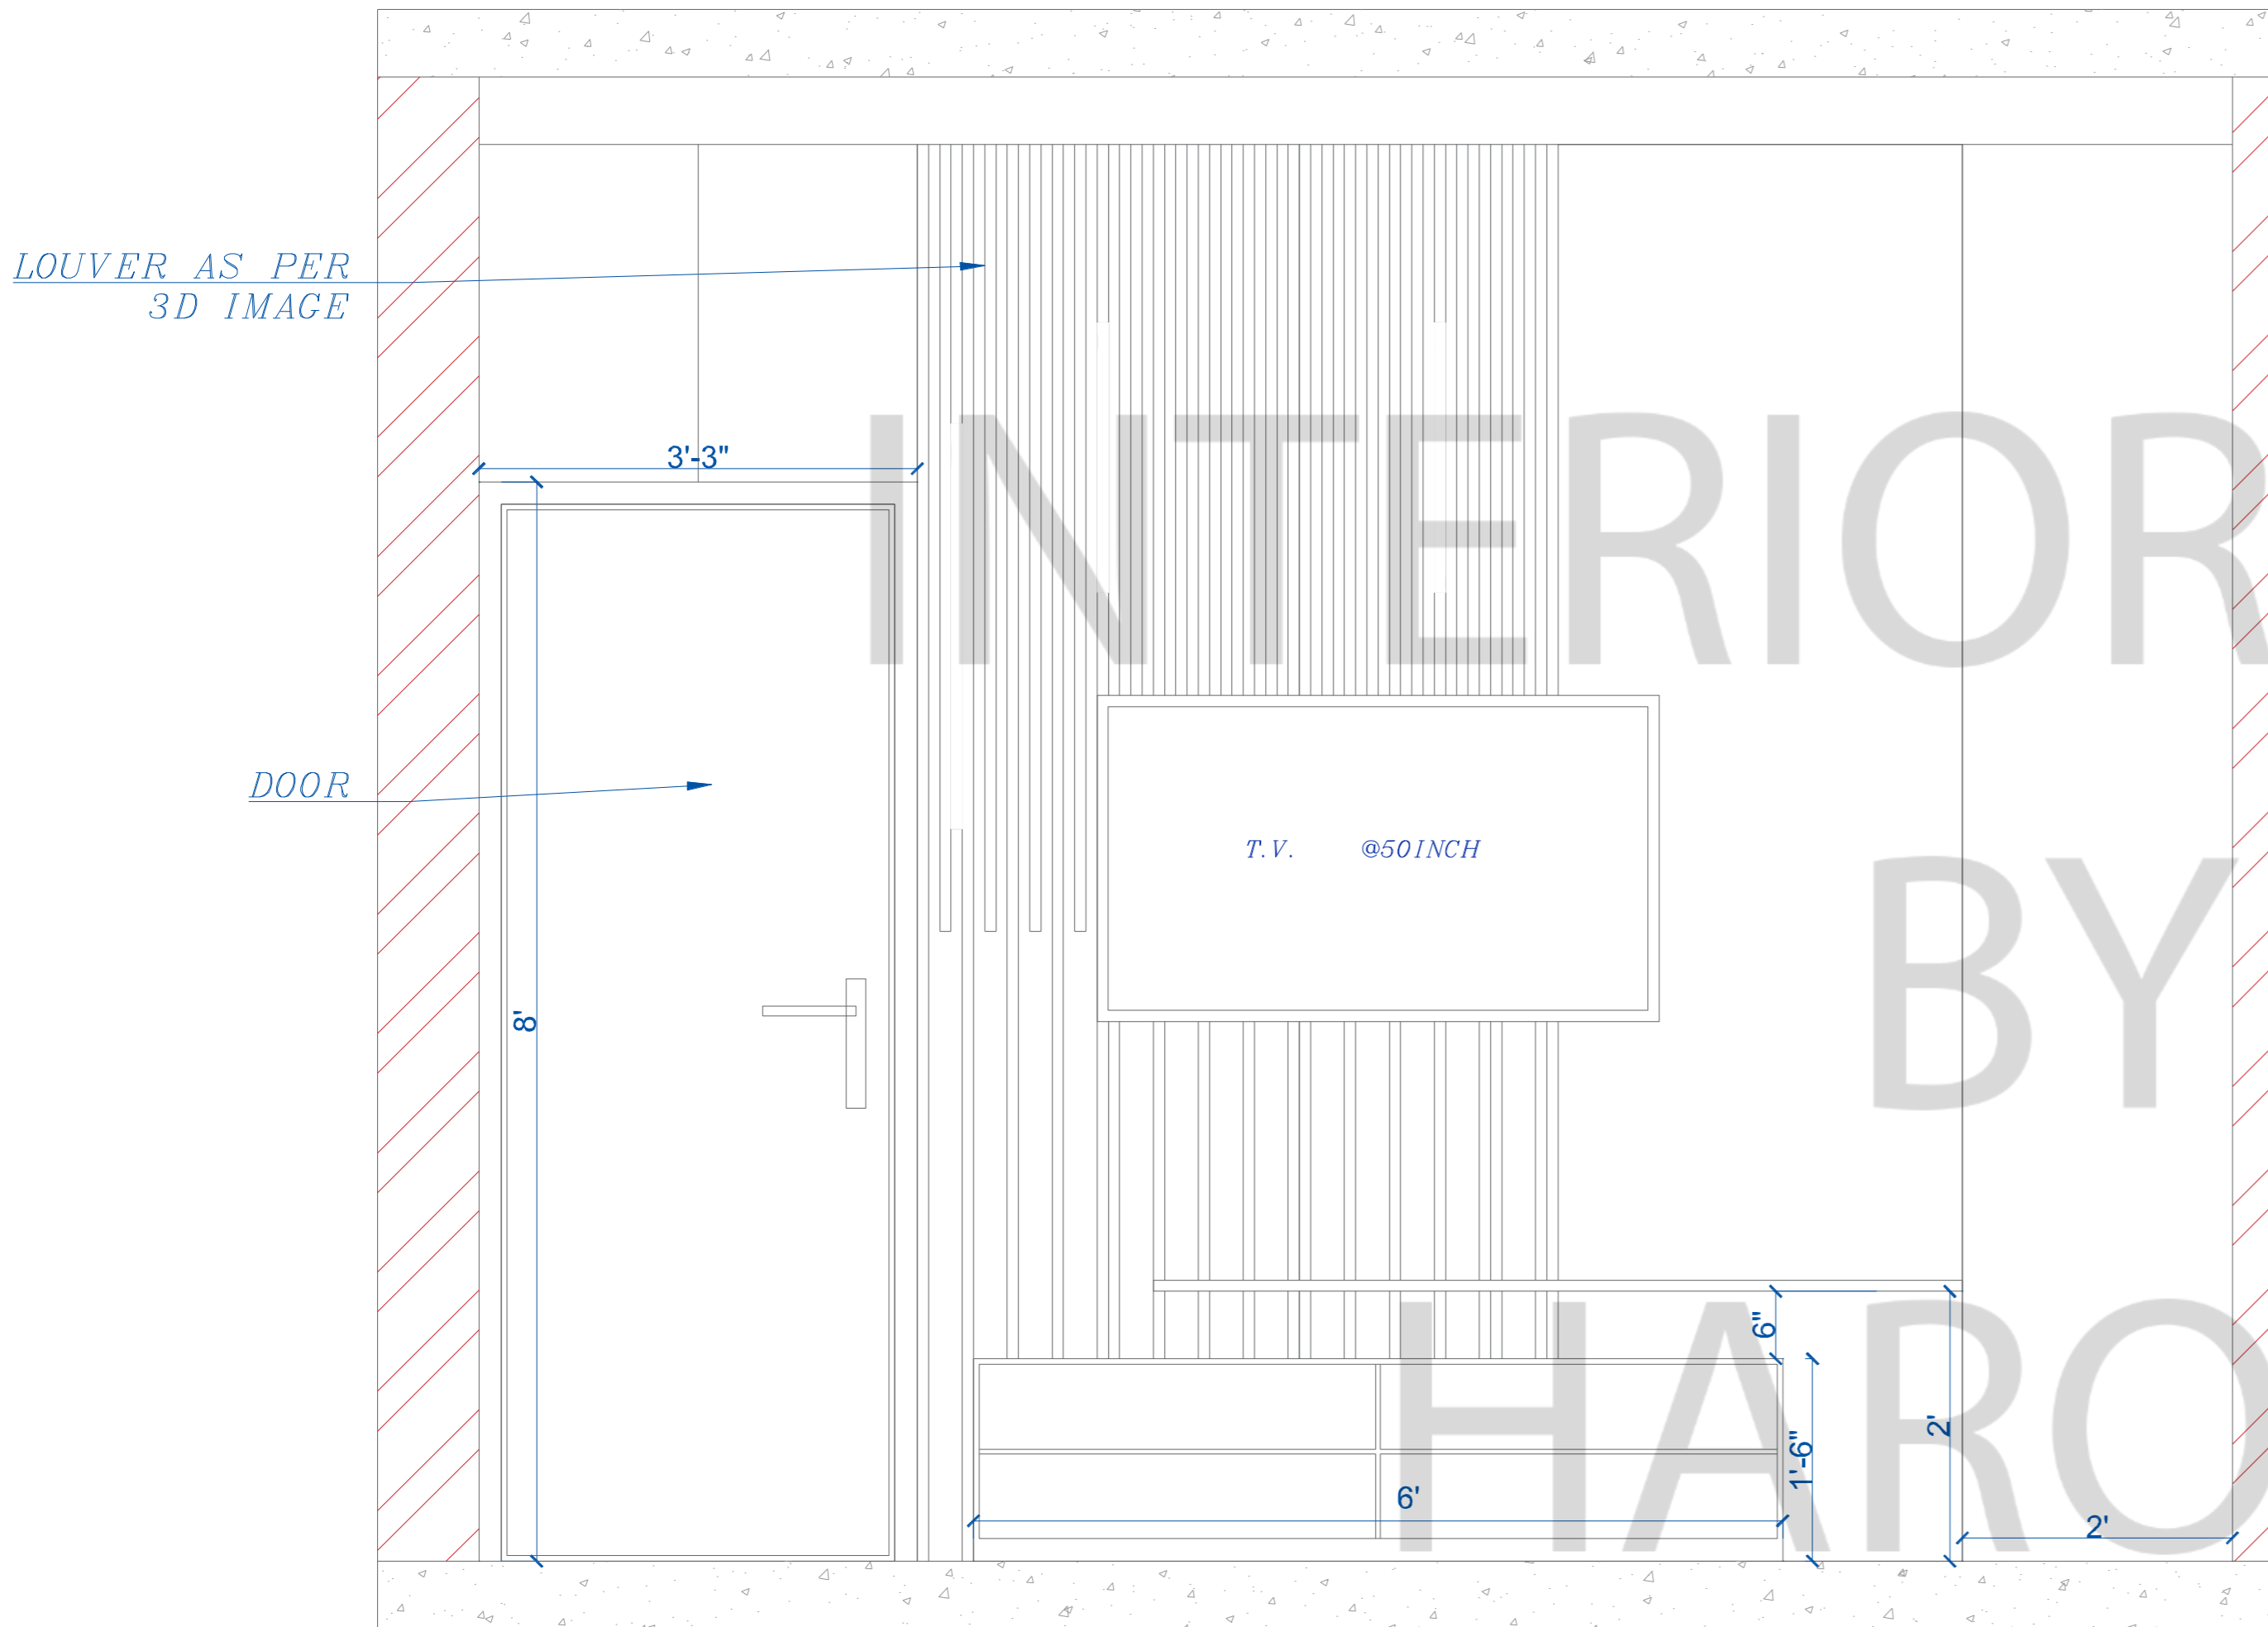 LOUVER AS PER
3D IMAGE
3'-3"
INTERIOR
DOOR
T.V. @50INCH
BY
8'
6"
HARO
2'
1'-6"
6'
2'